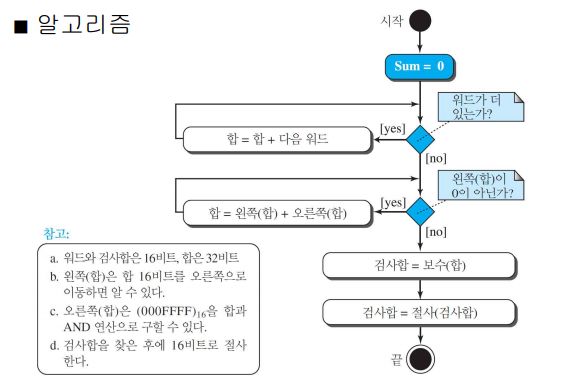 ■ 알고리즘
시작
Sum = 0
워드가 더
있는가?
[yes]
합 = 합 + 다음 워드
[no]
왼쪽(합)이
0이 아닌가?
[yes]
합 = 왼쪽(합) + 오른쪽(합)
[no]
검사합 = 보수(합)
검사합 = 절사(검사합)
끝
참고:
a. 워드와 검사합은 16비트, 합은 32비트
b. 왼쪽(합)은 합 16비트를 오른쪽으로
이동하면 알 수 있다.
c. 오른쪽(합)은 (000FFFF)16을 합과
AND 연산으로 구할 수 있다.
d. 검사합을 찾은 후에 16비트로 절사
한다.